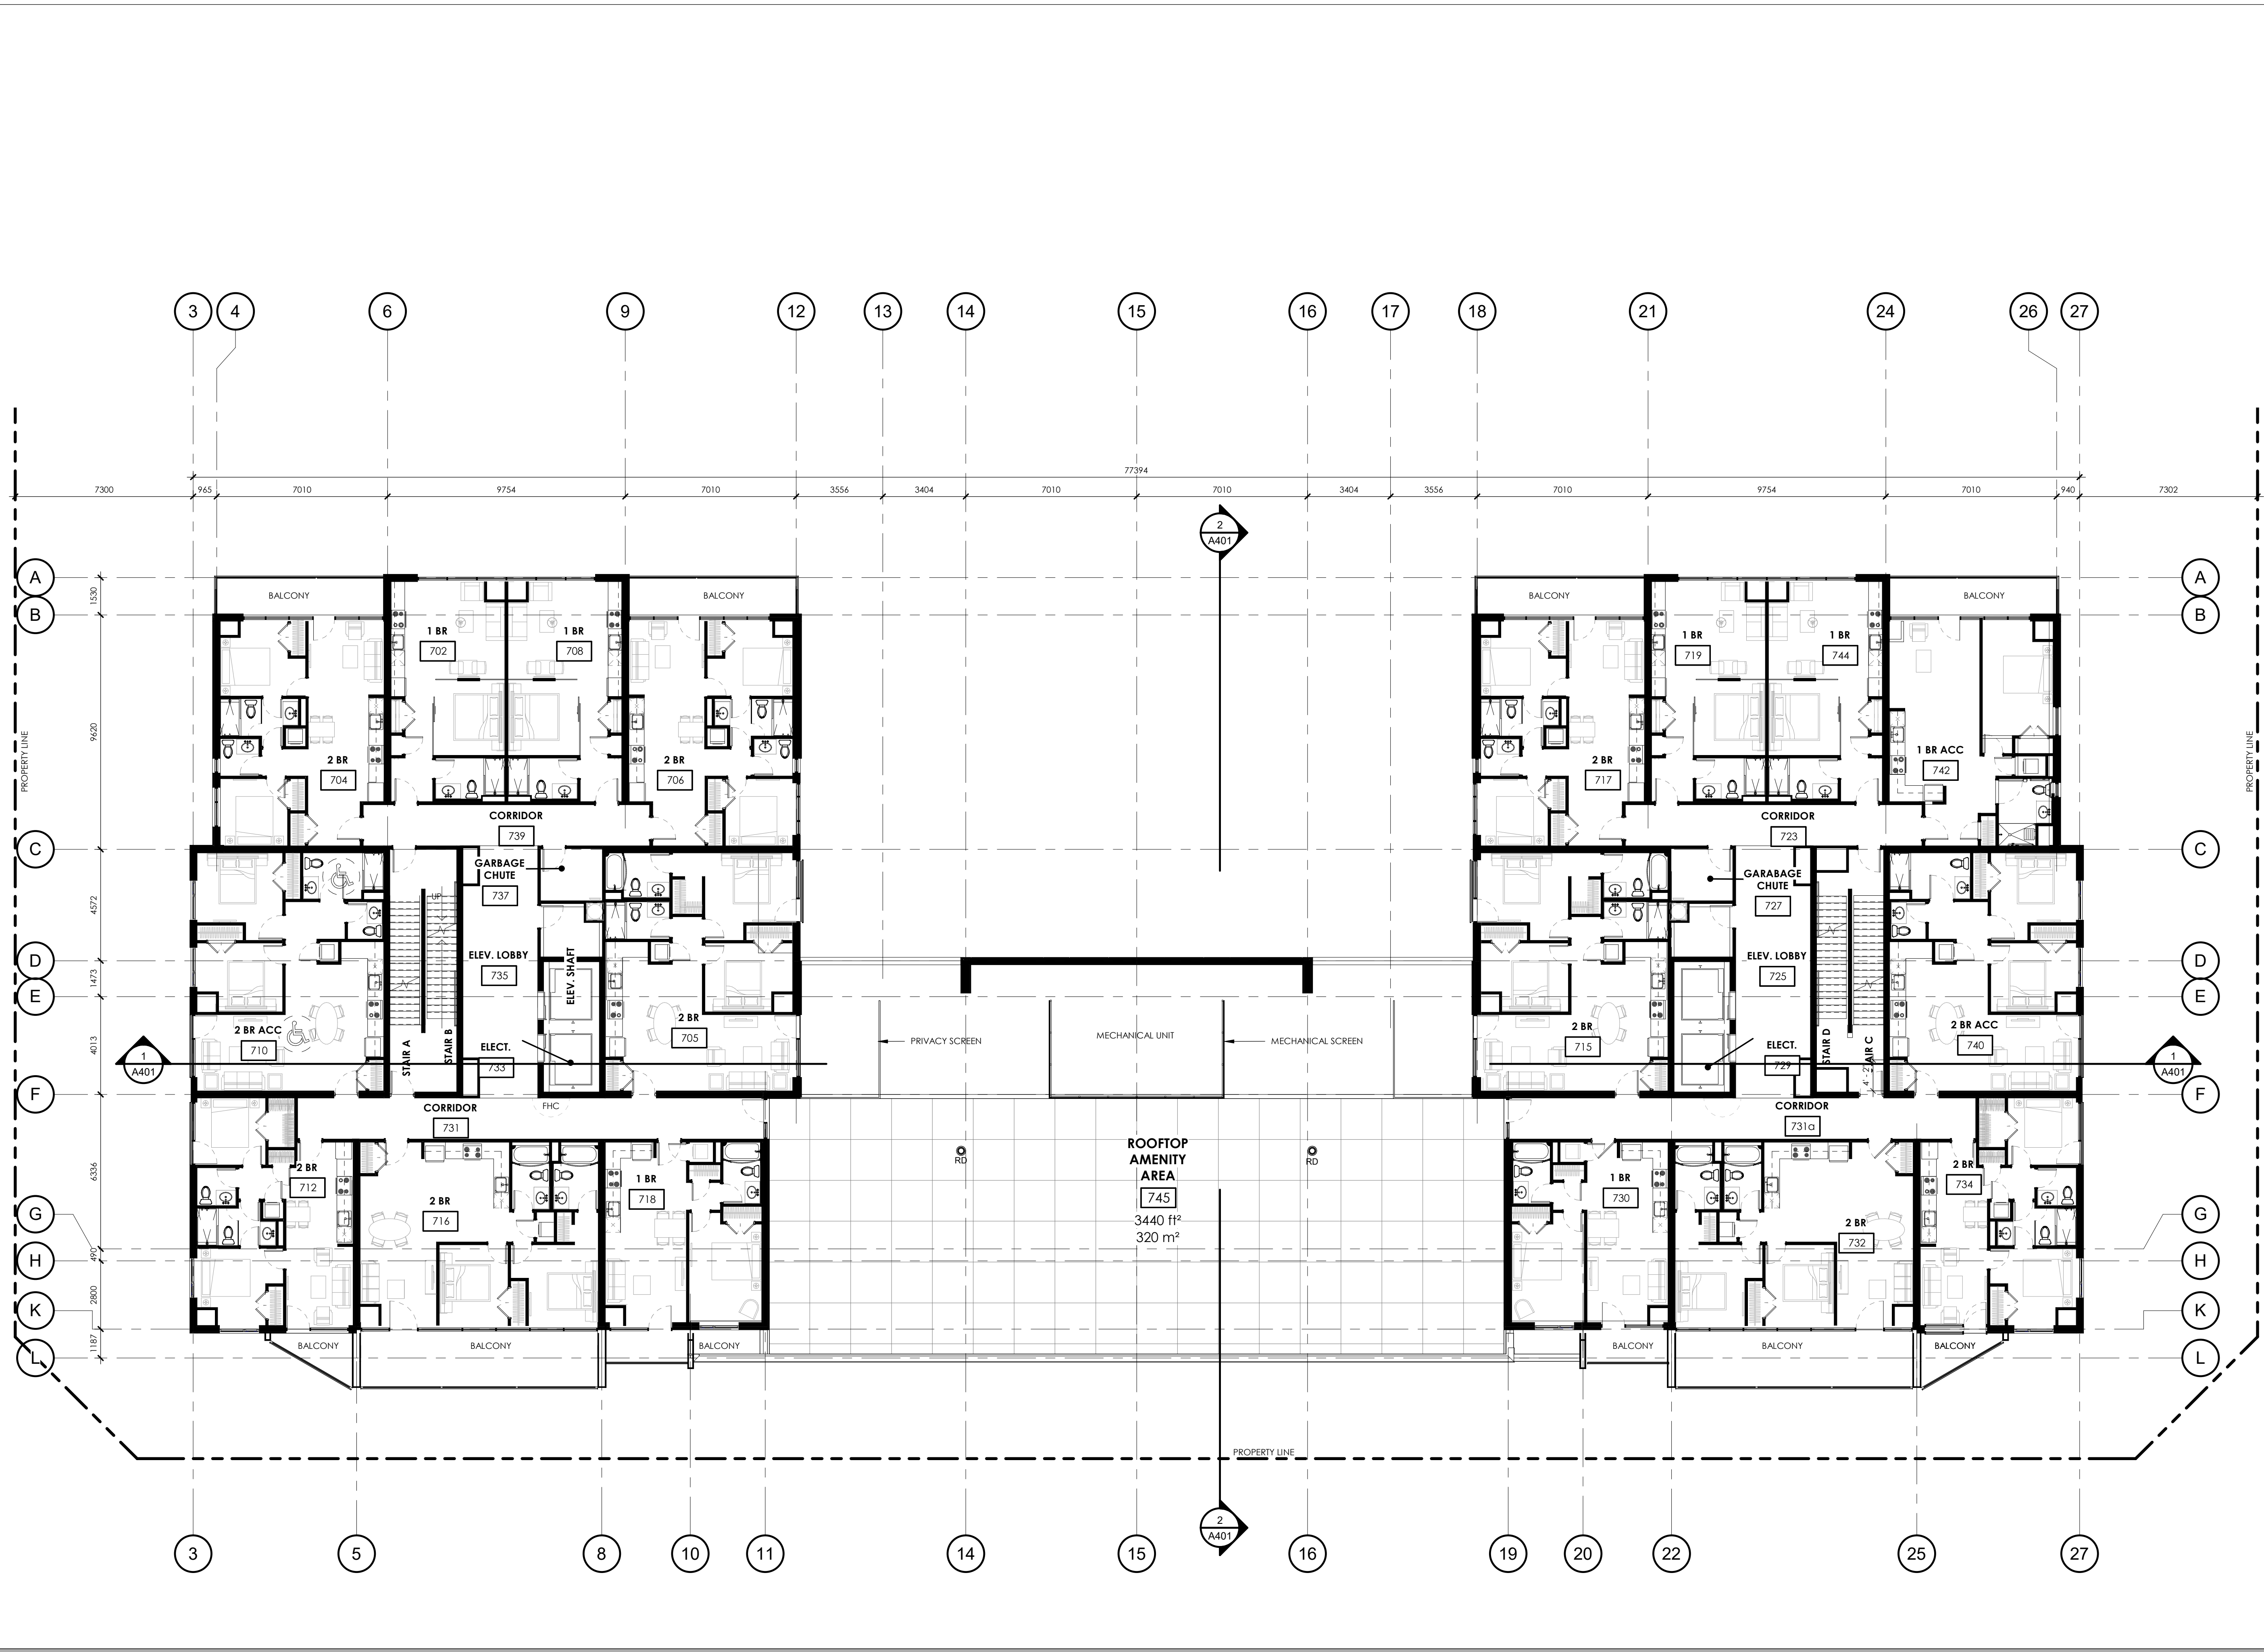 3 4 6 9 12 13 14 15 16 17 18 21 24 26 27
77394
7300 965 7010 9754 7010 3556 3404 7010 7010 3404 3556 7010 9754 7010 940 7302
2
A401
A A
1530
BALCONY BALCONY BALCONY BALCONY
B B
1 BR
702
1 BR
708
1 BR
719
1 BR
744
9620
PROPERTY LINE
PROPERTY LINE
2 BR
704
2 BR
706
2 BR
717
1 BR ACC
742
CORRIDOR
739
CORRIDOR
723
C C
GARBAGE
CHUTE
737
GARABAGE
CHUTE
727
UP
4572
ELEV. LOBBY
735
ELEV. SHAFT
ELEV. LOBBY
725
D D
1473
E E
2 BR ACC
710
2 BR
705
2 BR
715
2 BR ACC
740
4013
STAIR A
STAIR B
ELECT.
733
PRIVACY SCREEN
MECHANICAL UNIT
MECHANICAL SCREEN
ELECT.
729
STAIR D
STAIR C
1
A401
1
A401
F F
FHC
CORRIDOR
731
CORRIDOR
731a
ROOFTOP
AMENITY
AREA
745
3440 ft²
320 m²
RD
RD
6336
2 BR
712
2 BR
716
1 BR
718
1 BR
730
2 BR
732
2 BR
734
G G
490
H H
2800
K K
1187
BALCONY BALCONY BALCONY BALCONY BALCONY BALCONY
L L
PROPERTY LINE
2
A401
3 5 8 10 11 14 15 16 19 20 22 25 27